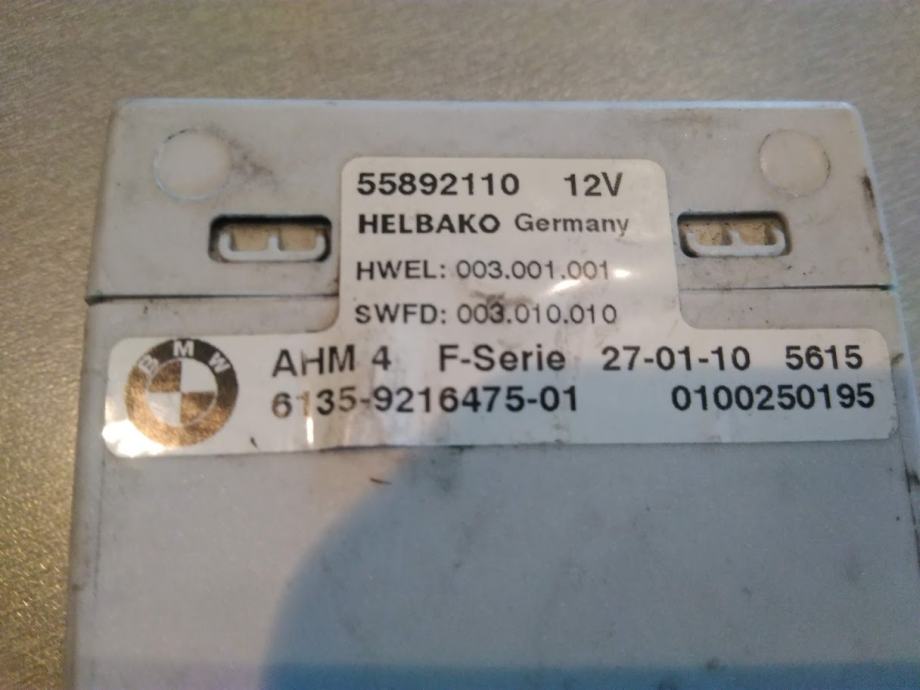 55892110 12V
HELBAKO Germany
HWEL: 003.001.001
SWFD: 003.010.010
BMW
AHM 4 F-Serie 27-01-10 5615
6135-9216475-01 0100250195